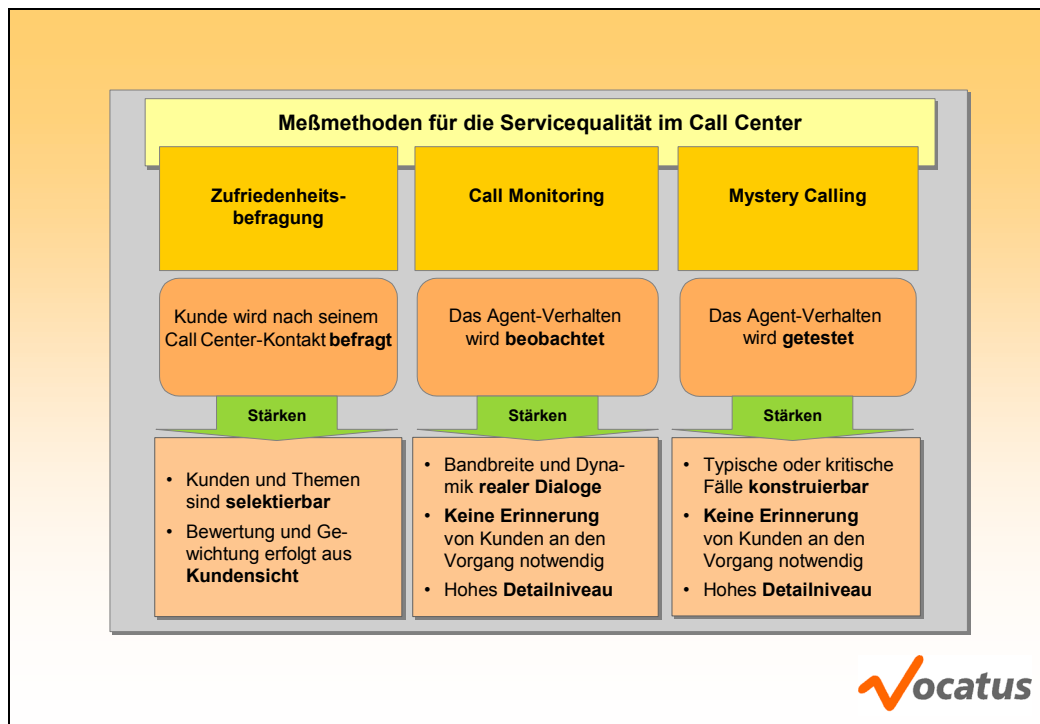 Meßmethoden für die Servicequalität im Call Center
Zufriedenheits-
befragung
Kunde wird nach seinem
Call Center-Kontakt befragt
Stärken
• Kunden und Themen
sind selektierbar
• Bewertung und Ge-
wichtung erfolgt aus
Kundensicht
Call Monitoring
Das Agent-Verhalten
wird beobachtet
Stärken
• Bandbreite und Dyna-
mik realer Dialoge
• Keine Erinnerung
von Kunden an den
Vorgang notwendig
• Hohes Detailniveau
Mystery Calling
Das Agent-Verhalten
wird getestet
Stärken
• Typische oder kritische
Fälle konstruierbar
• Keine Erinnerung
von Kunden an den
Vorgang notwendig
• Hohes Detailniveau
Vocatus